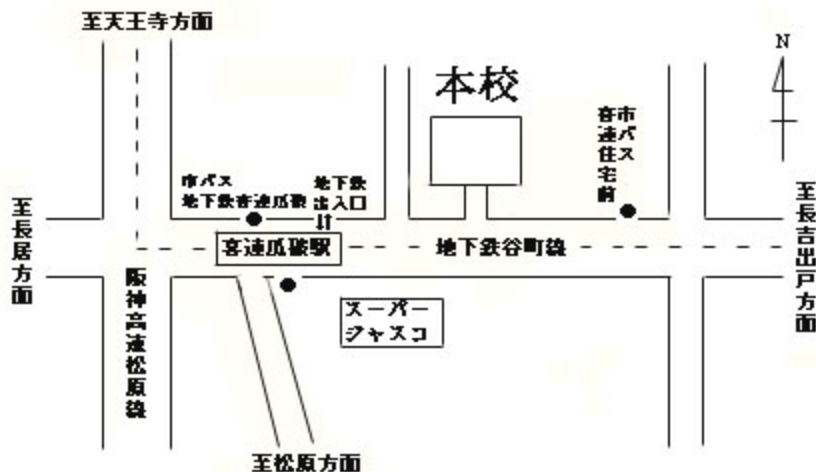 至天王寺方面
N
本校
市バス
喜連住宅前
市バス
地下鉄喜連瓜破
地下鉄
出入口
至長居方面
喜連瓜破駅
地下鉄谷町線
至長吉出戸方面
阪神高速松原線
スーパー
ジャスコ
至松原方面